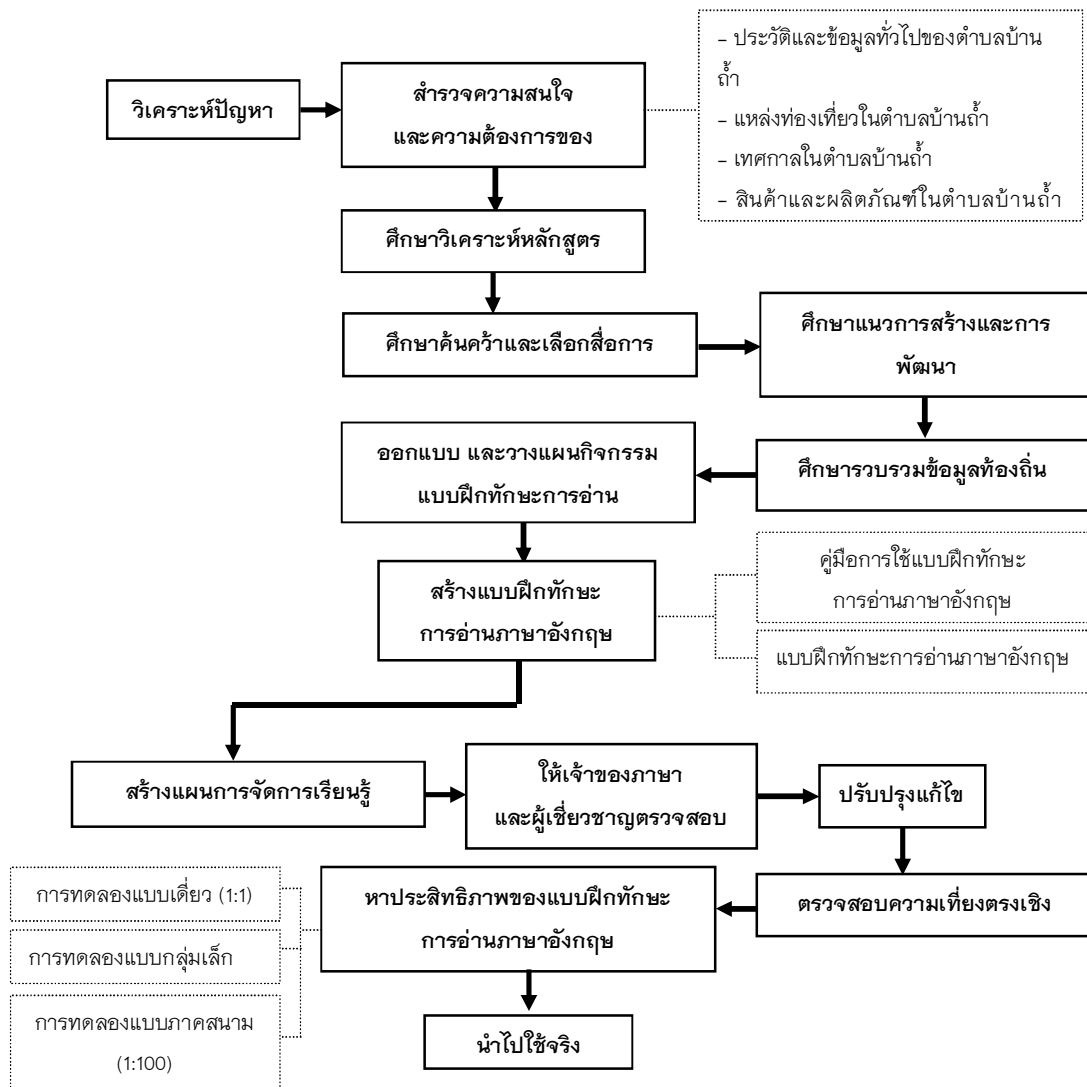 วิเคราะห์ปัญหา
สำรวจความสนใจ
และความต้องการของ
– ประวัติและข้อมูลทั่วไปของตำบลบ้าน
ถ้ำ
– แหล่งท่องเที่ยวในตำบลบ้านถ้ำ
– เทศกาลในตำบลบ้านถ้ำ
– สินค้าและผลิตภัณฑ์ในตำบลบ้านถ้ำ
ศึกษาวิเคราะห์หลักสูตร
ศึกษาค้นคว้าและเลือกสื่อการ
ศึกษาแนวการสร้างและการ
พัฒนา
ศึกษารวบรวมข้อมูลท้องถิ่น
ออกแบบ และวางแผนกิจกรรม
แบบฝึกทักษะการอ่าน
สร้างแบบฝึกทักษะ
การอ่านภาษาอังกฤษ
คู่มือการใช้แบบฝึกทักษะ
การอ่านภาษาอังกฤษ
แบบฝึกทักษะการอ่านภาษาอังกฤษ
สร้างแผนการจัดการเรียนรู้
ให้เจ้าของภาษา
และผู้เชี่ยวชาญตรวจสอบ
ปรับปรุงแก้ไข
ตรวจสอบความเที่ยงตรงเชิง
หาประสิทธิภาพของแบบฝึกทักษะ
การอ่านภาษาอังกฤษ
การทดลองแบบเดี่ยว (1:1)
การทดลองแบบกลุ่มเล็ก
การทดลองแบบภาคสนาม
(1:100)
นำไปใช้จริง